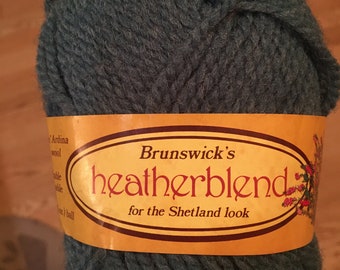 Brunswick's
heatherblend
for the Shetland look